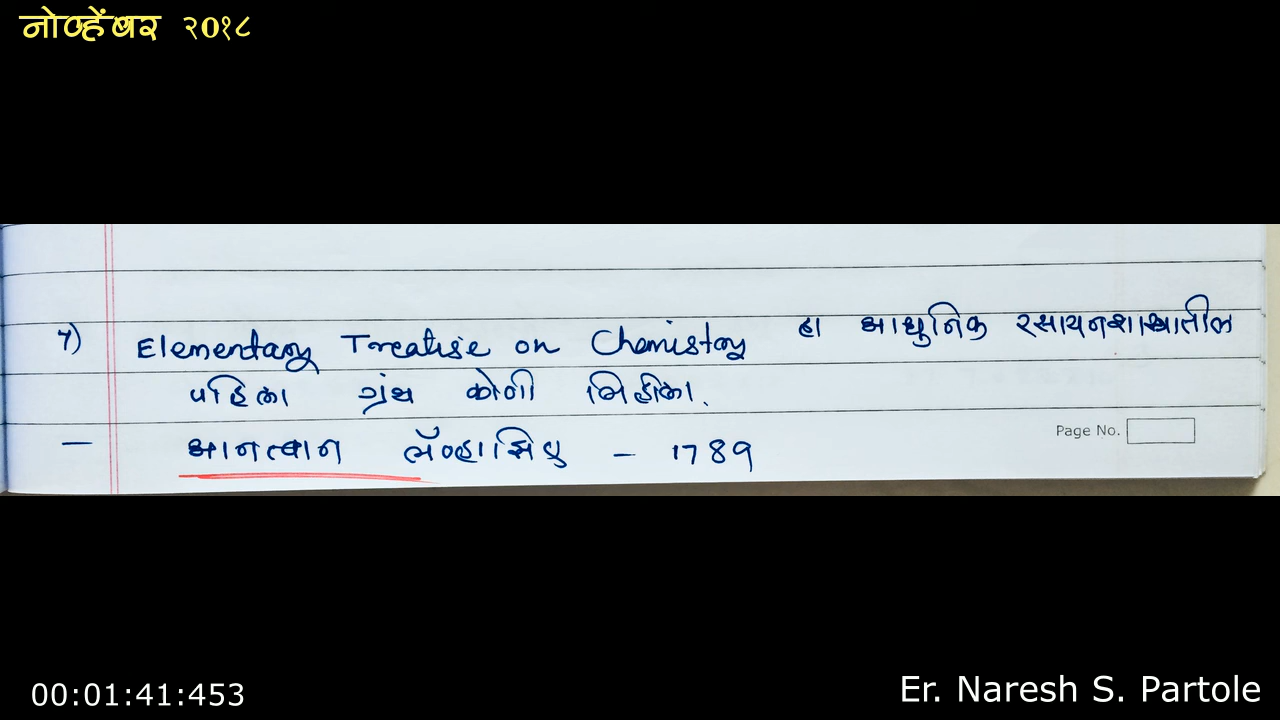 नोव्हेंबर २०१८
7) Elementary Treatise on Chemistry हा आधुनिक रसायनशास्त्रातील
पहिला ग्रंथ कोणी लिहीला.
Page No.
— आनत्वान लॅव्हासिए – 1789
00:01:41:453
Er. Naresh S. Partole